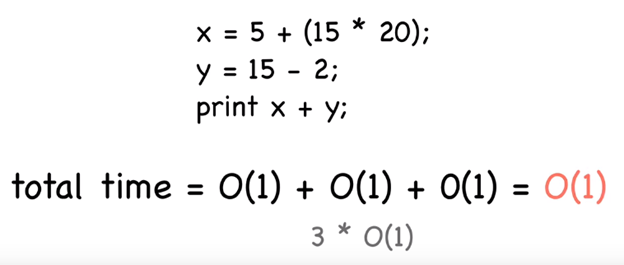 x = 5 + (15 * 20);
y = 15 - 2;
print x + y;
total time = O(1) + O(1) + O(1) = O(1)
3 * O(1)